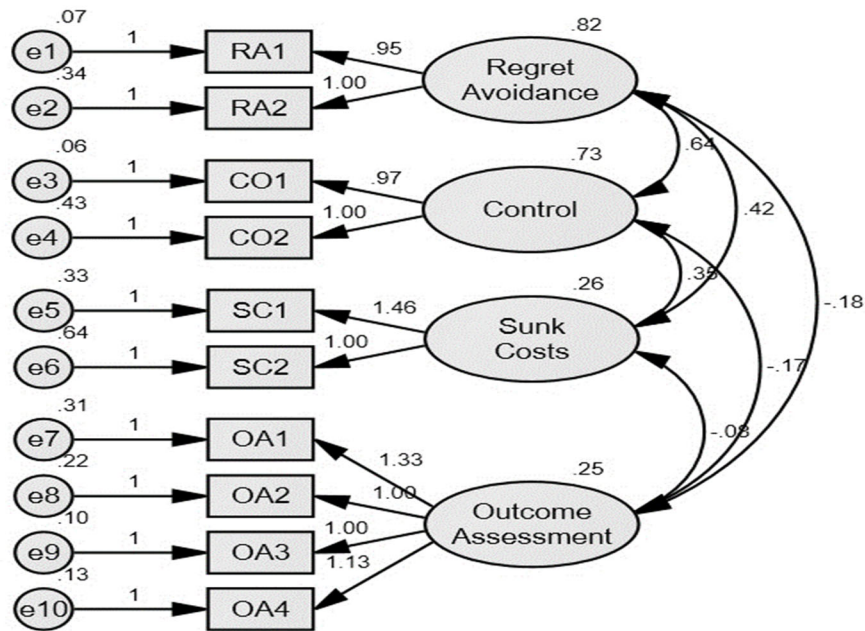 .07
.82
e1
1
RA1
.95
Regret
Avoidance
.34
e2
1
RA2
1.00
.64
.06
.73
e3
1
CO1
.97
Control
.43
e4
1
CO2
1.00
.42
.33
.26
.35
e5
1
SC1
1.46
Sunk
Costs
-.18
.64
e6
1
SC2
1.00
-.17
.31
e7
1
OA1
1.33
-.08
.22
.25
e8
1
OA2
1.00
Outcome
Assessment
.10
e9
1
OA3
1.00
.13
1.13
e10
1
OA4